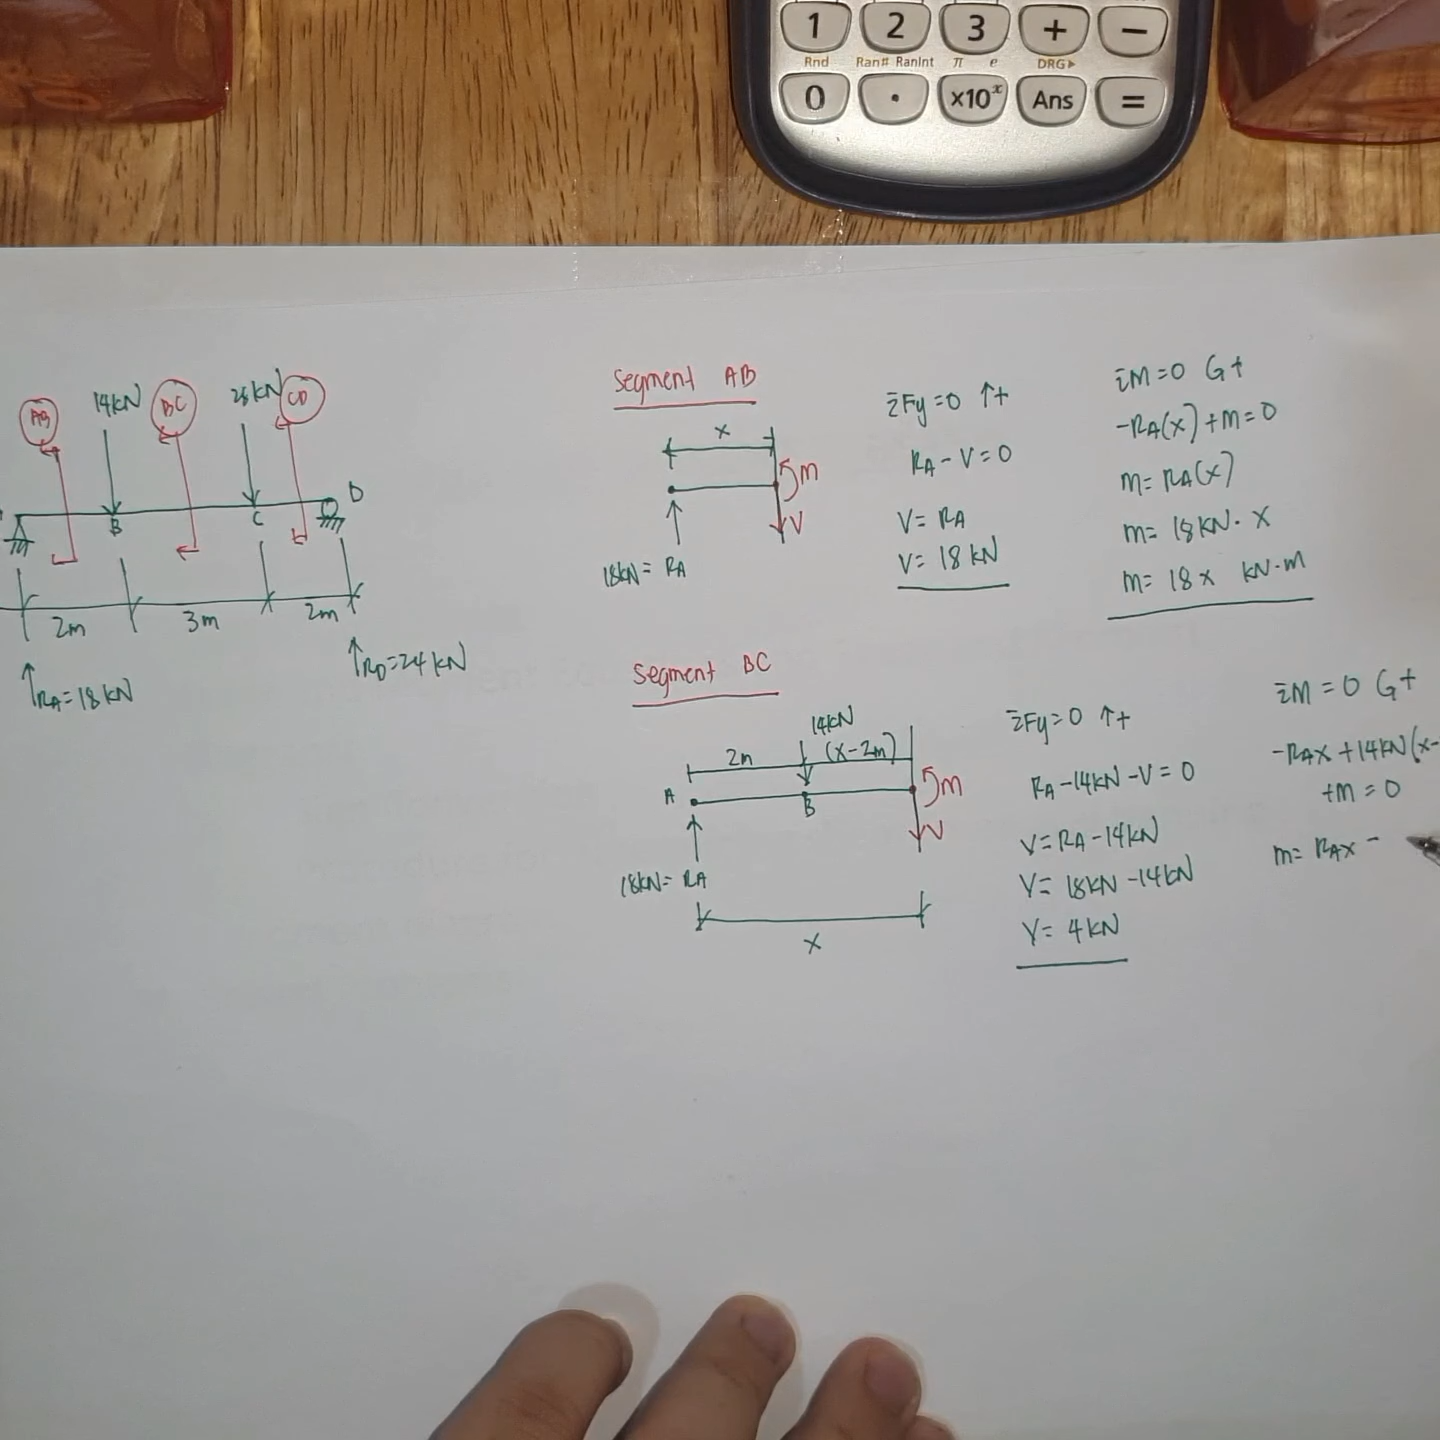 1 2 3 + −
Rnd Ran# RanInt π e DRG▸
0 • ×10ˣ Ans =
AB 14KN BC CD
B C D
2m 3m 2m
RA=18KN RD=24KN
Segment AB
x
M
V
18KN = RA
ΣFy=0 ↑+
RA-V=0
V= RA
V= 18KN
ΣM=0 G+
-RA(x)+M=0
M= RA(x)
M= 18KN·X
M= 18x KN·m
Segment BC
14KN
2m (x-2m)
A B M
V
18KN= RA
x
ΣFy=0 ↑+
RA-14KN-V=0
V=RA-14KN
V= 18KN-14KN
V= 4KN
ΣM=0 G+
-RAX+14KN(x-
+M=0
M= RAX -